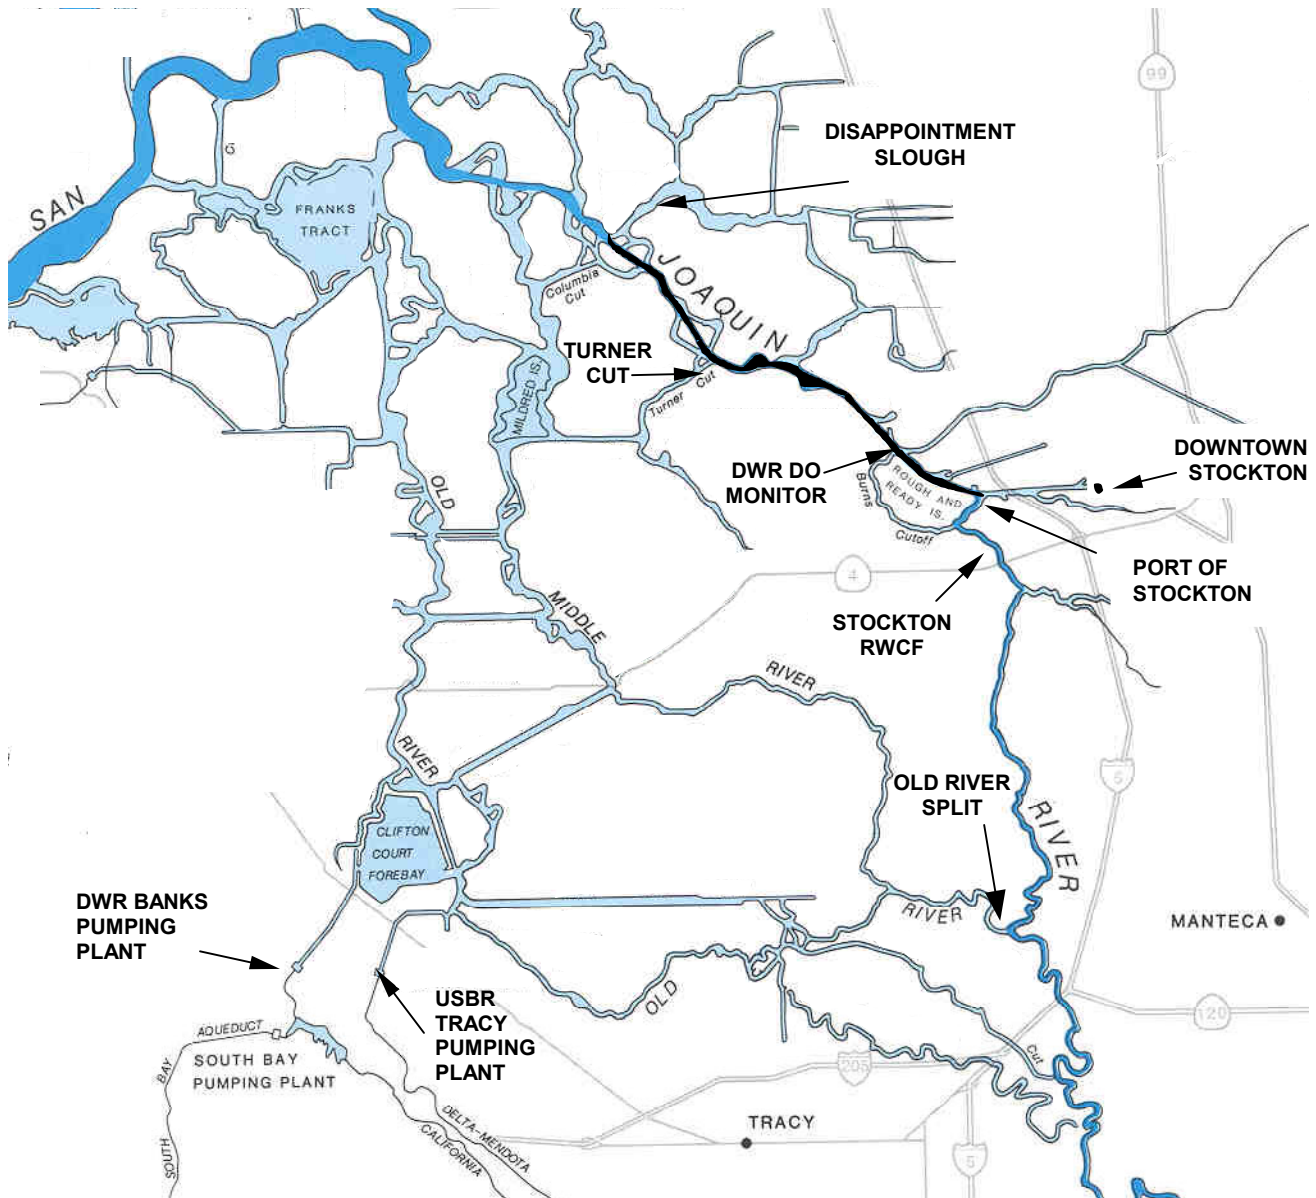 99
DISAPPOINTMENT
SLOUGH
SAN
FRANKS
TRACT
JOAQUIN
Columbia
Cut
TURNER
CUT
Turner
Cut
MILDRED IS.
DWR DO
MONITOR
ROUGH AND
READY IS.
Burns
Cutoff
DOWNTOWN
STOCKTON
PORT OF
STOCKTON
OLD
4
STOCKTON
RWCF
MIDDLE
RIVER
RIVER
5
OLD RIVER
SPLIT
RIVER
CLIFTON
COURT
FOREBAY
DWR BANKS
PUMPING
PLANT
RIVER
MANTECA
USBR
TRACY
PUMPING
PLANT
OLD
120
AQUEDUCT
SOUTH BAY
PUMPING PLANT
Cut
205
BAY
SOUTH
DELTA-MENDOTA
CALIFORNIA
TRACY
5